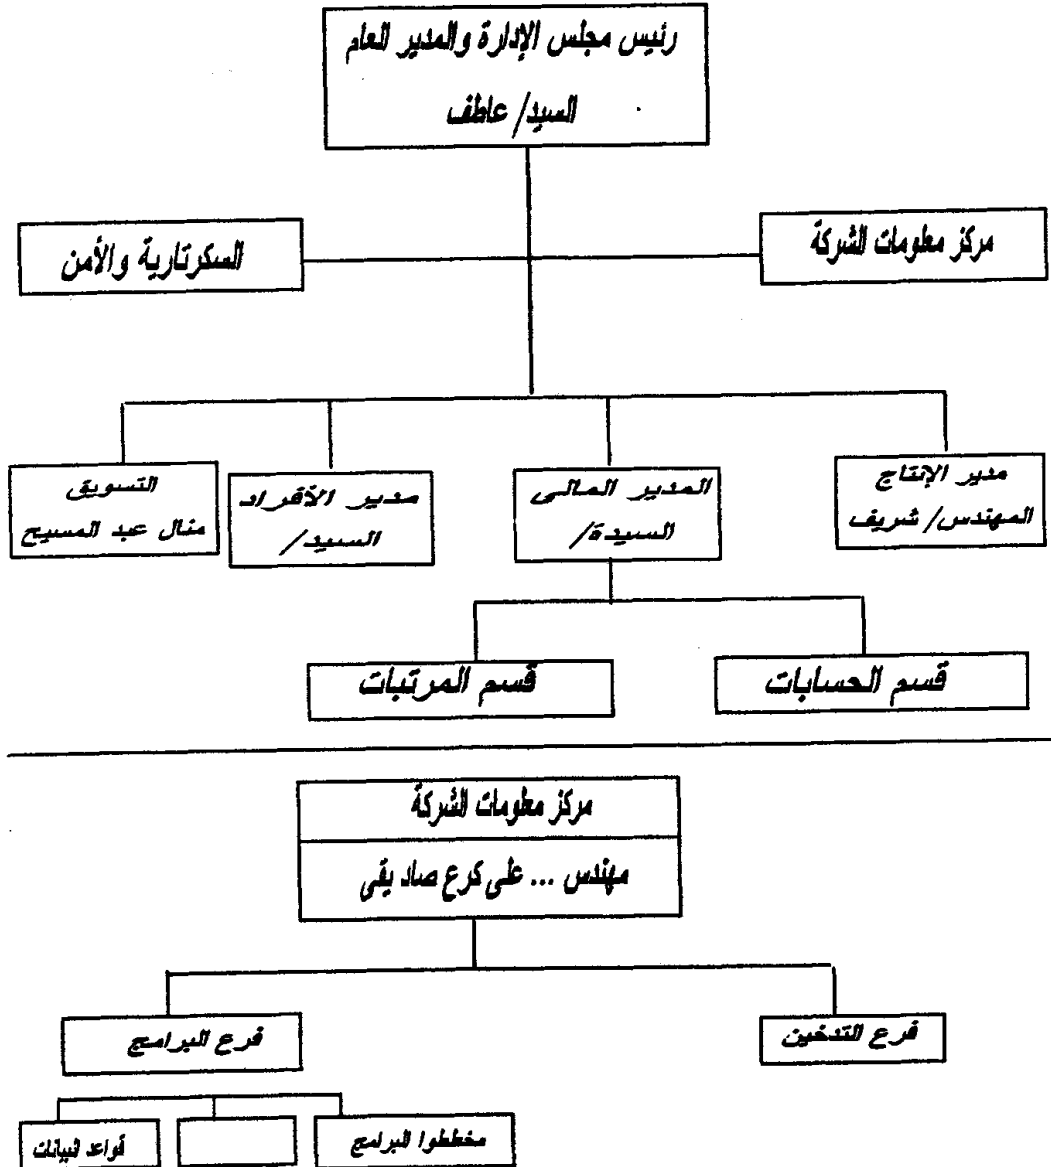 رئيس مجلس الإدارة والمدير العام
السيد/ عاطف
مركز معلومات الشركة
السكرتارية والأمن
مدير الإنتاج
المهندس/ شريف
المدير المالى
السيدة/
مدير الأفراد
السيد/
التسويق
منال عبد المسيح
قسم الحسابات
قسم المرتبات
مركز معلومات الشركة
مهندس ... على كرع صاد يقى
فرع التدخين
فرع البرامج
مخططوا البرامج
قواعد البيانات